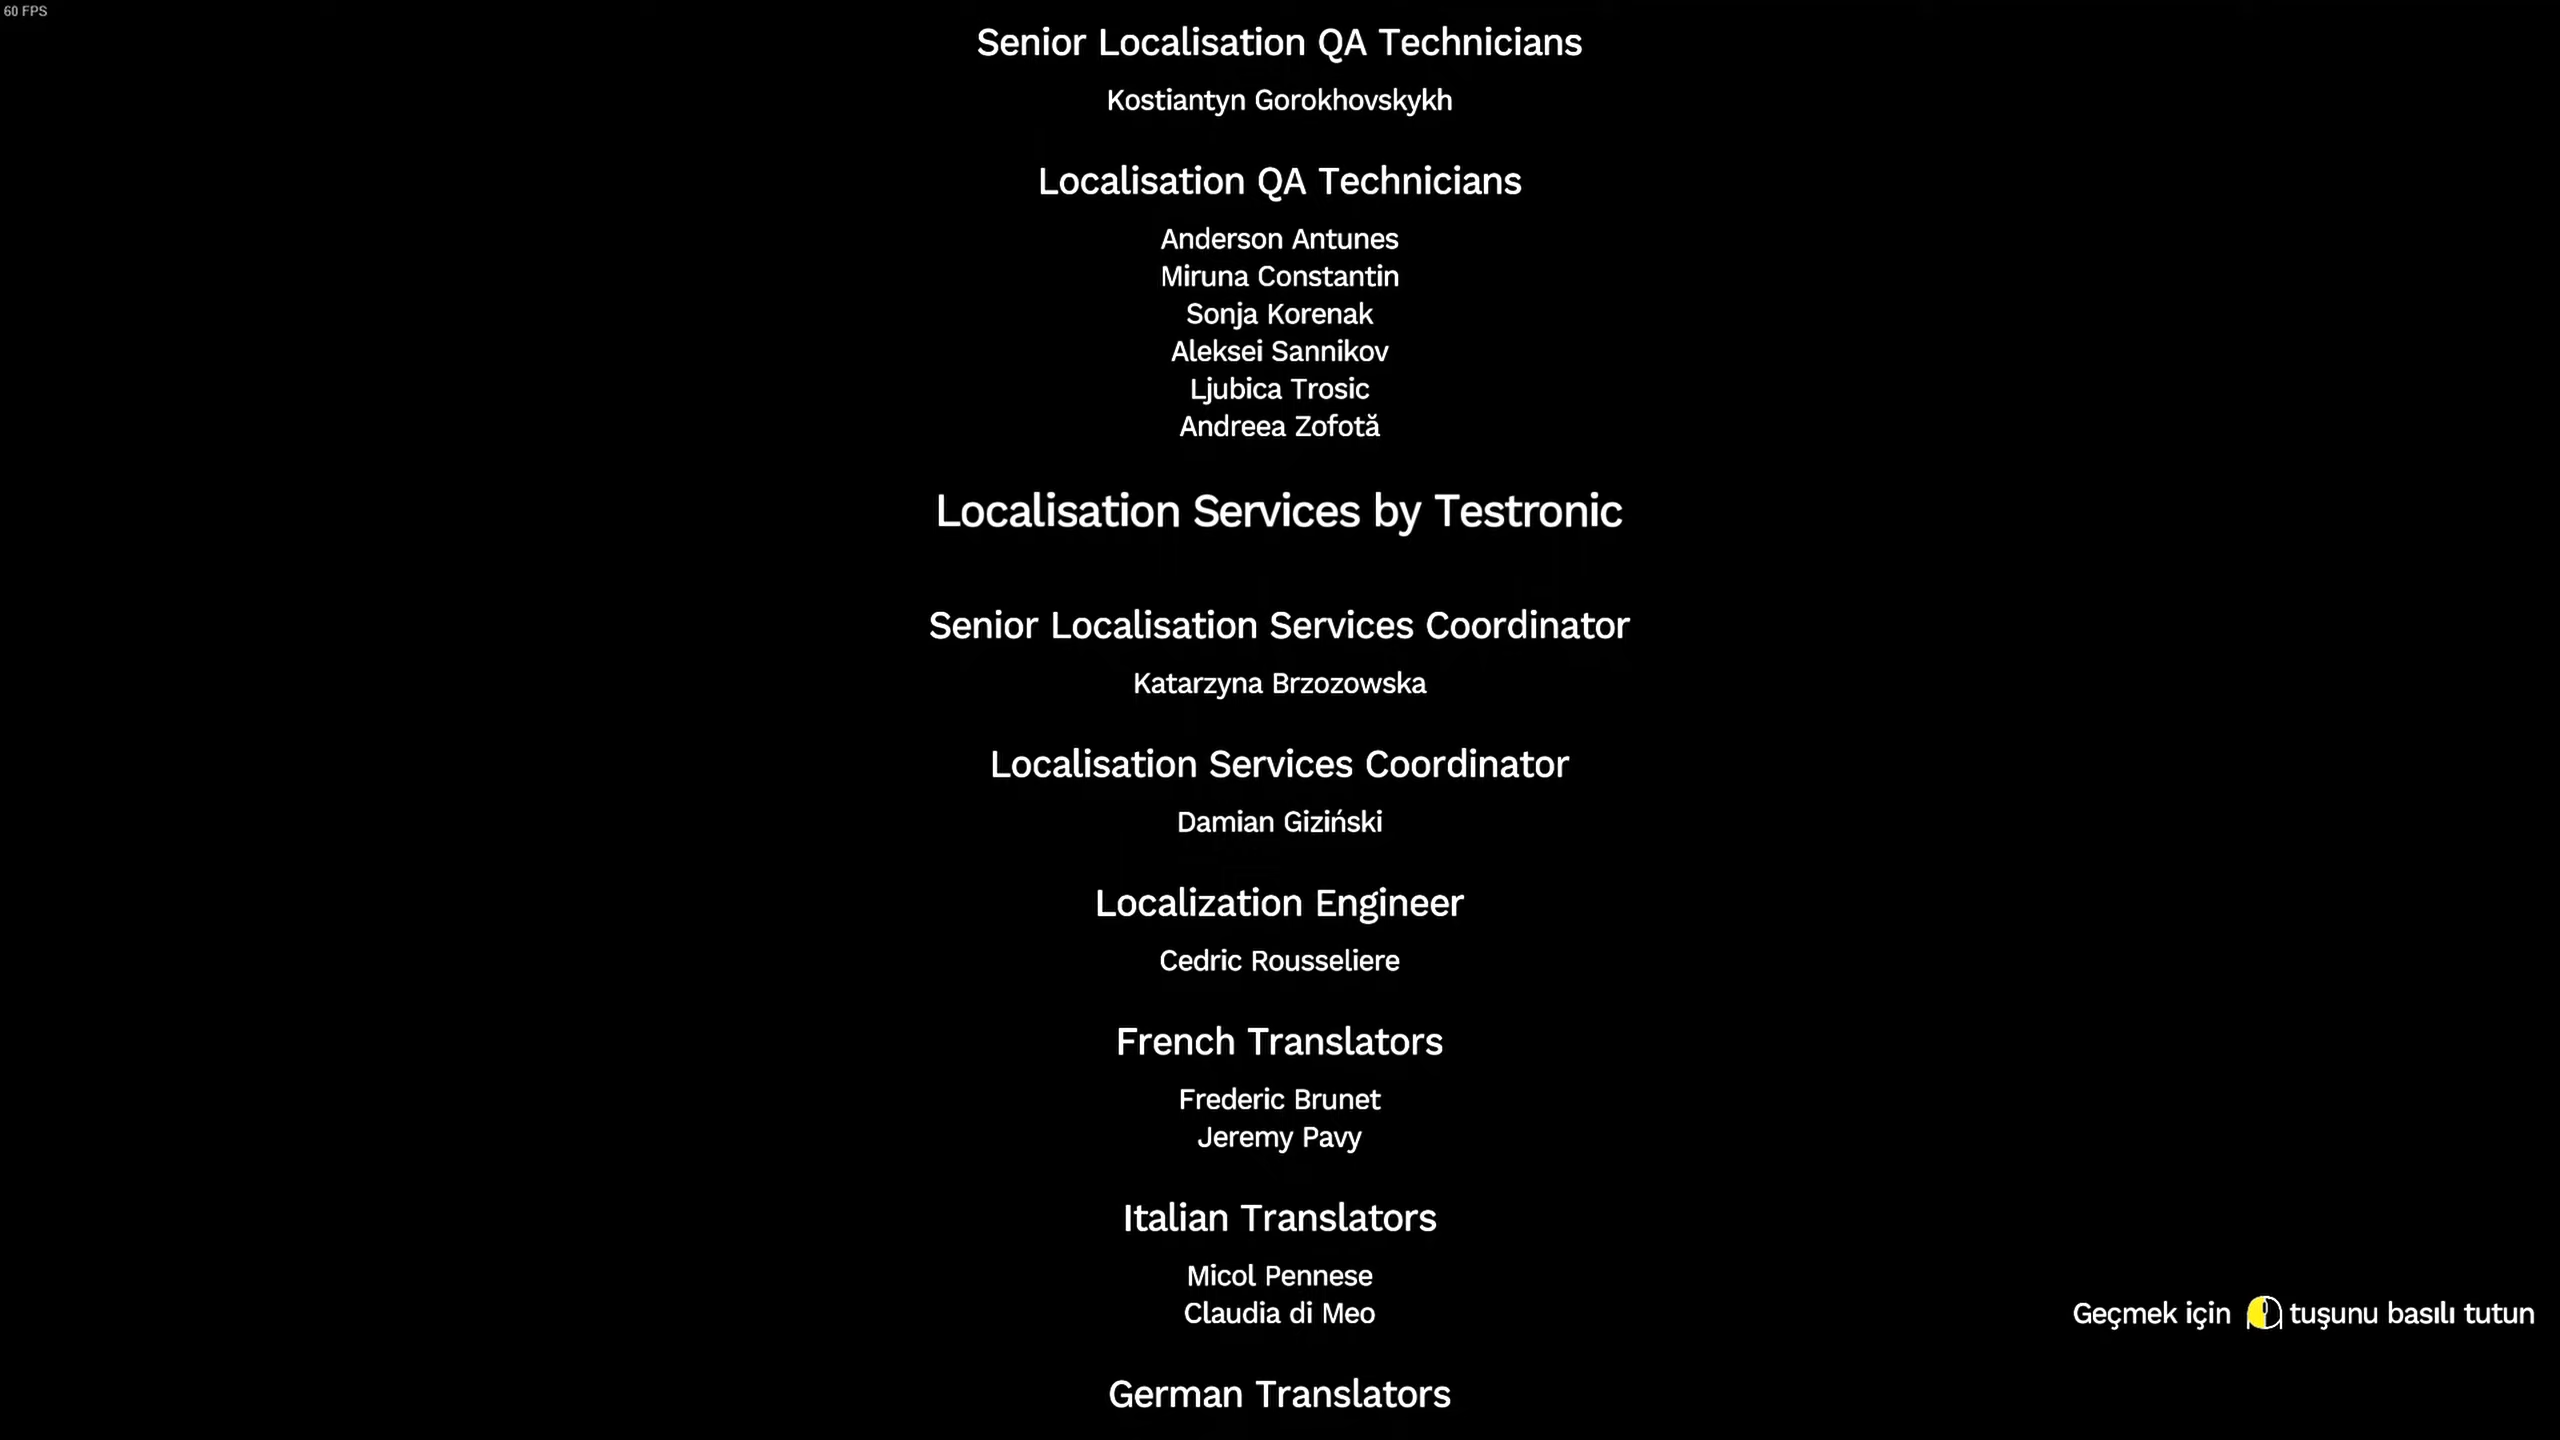 60 FPS
Senior Localisation QA Technicians
Kostiantyn Gorokhovskykh
Localisation QA Technicians
Anderson Antunes
Miruna Constantin
Sonja Korenak
Aleksei Sannikov
Ljubica Trosic
Andreea Zofotă
Localisation Services by Testronic
Senior Localisation Services Coordinator
Katarzyna Brzozowska
Localisation Services Coordinator
Damian Giziński
Localization Engineer
Cedric Rousseliere
French Translators
Frederic Brunet
Jeremy Pavy
Italian Translators
Micol Pennese
Claudia di Meo
Geçmek için tuşunu basılı tutun
German Translators